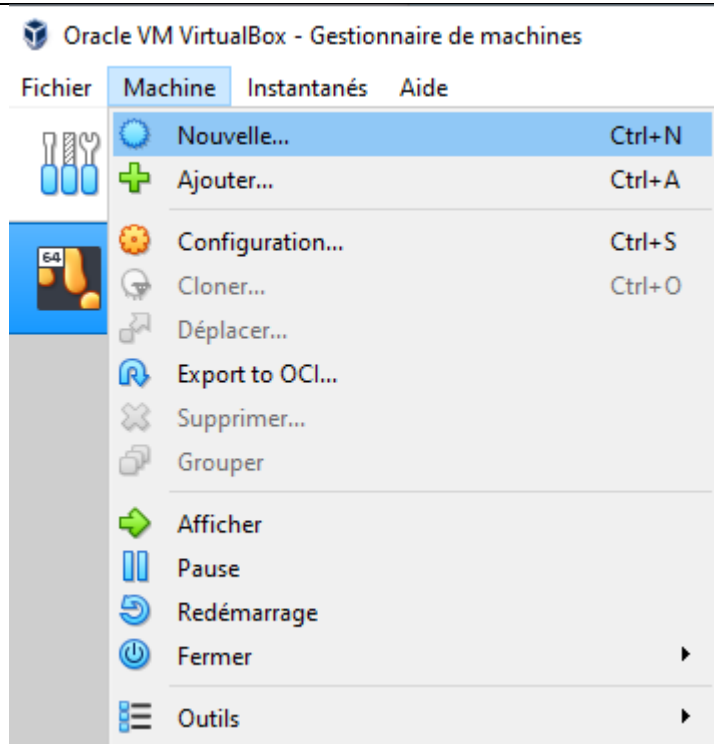 Oracle VM VirtualBox - Gestionnaire de machines
Fichier Machine Instantanés Aide
Nouvelle... Ctrl+N
Ajouter... Ctrl+A
64
Configuration... Ctrl+S
Cloner... Ctrl+O
Déplacer...
Export to OCI...
Supprimer...
Grouper
Afficher
Pause
Redémarrage
Fermer
Outils